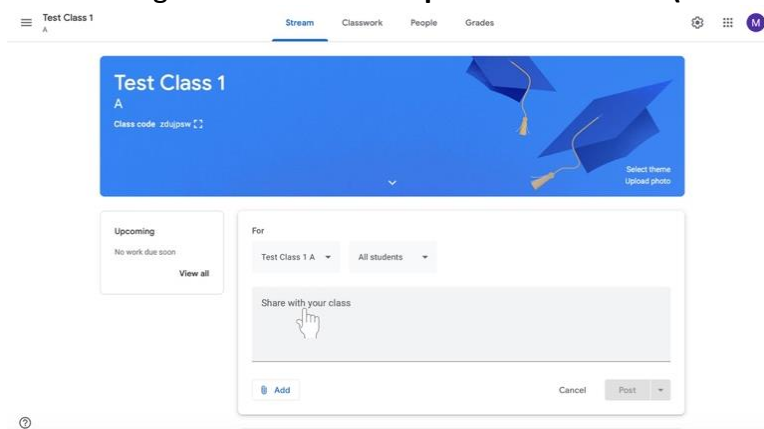 Test Class 1
A
Stream Classwork People Grades
M
Test Class 1
A
Class code zdujpsw
Select theme
Upload photo
Upcoming
No work due soon
View all
For
Test Class 1 A All students
Share with your class
Add
Cancel Post